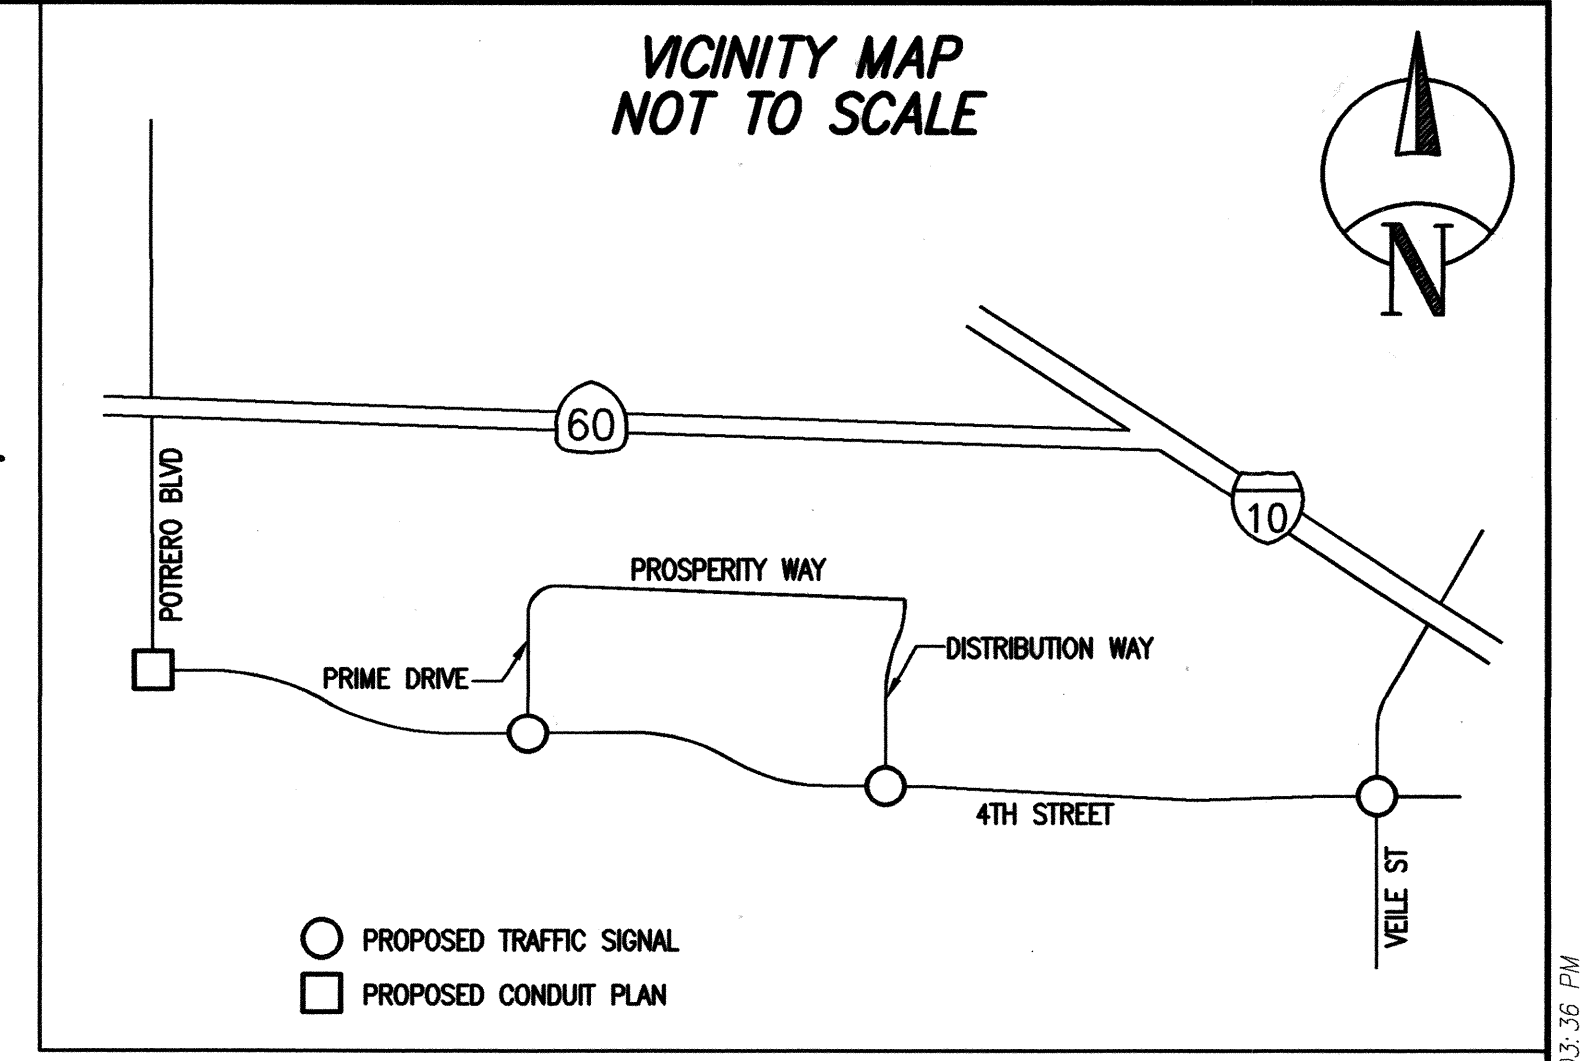 VICINITY MAP
NOT TO SCALE
N
60
10
POTRERO BLVD
PROSPERITY WAY
PRIME DRIVE
DISTRIBUTION WAY
4TH STREET
VEILE ST
PROPOSED TRAFFIC SIGNAL
PROPOSED CONDUIT PLAN
03:36 PM